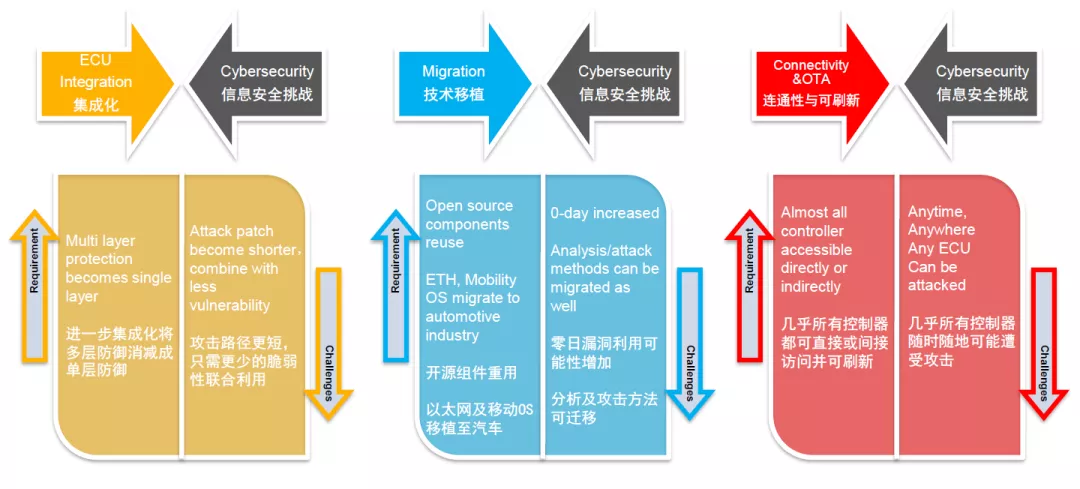 ECU
Integration
集成化
Cybersecurity
信息安全挑战
Migration
技术移植
Cybersecurity
信息安全挑战
Connectivity
&OTA
连通性与可刷新
Cybersecurity
信息安全挑战
Requirement
Multi layer
protection
becomes single
layer
进一步集成化将
多层防御消减成
单层防御
Attack patch
become shorter，
combine with
less
vulnerability
攻击路径更短，
只需更少的脆弱
性联合利用
Challenges
Requirement
Open source
components
reuse
ETH, Mobility
OS migrate to
automotive
industry
开源组件重用
以太网及移动OS
移植至汽车
0-day increased
Analysis/attack
methods can be
migrated as
well
零日漏洞利用可
能性增加
分析及攻击方法
可迁移
Challenges
Requirement
Almost all
controller
accessible
directly or
indirectly
几乎所有控制器
都可直接或间接
访问并可刷新
Anytime,
Anywhere
Any ECU
Can be
attacked
几乎所有控制器
随时随地可能遭
受攻击
Challenges